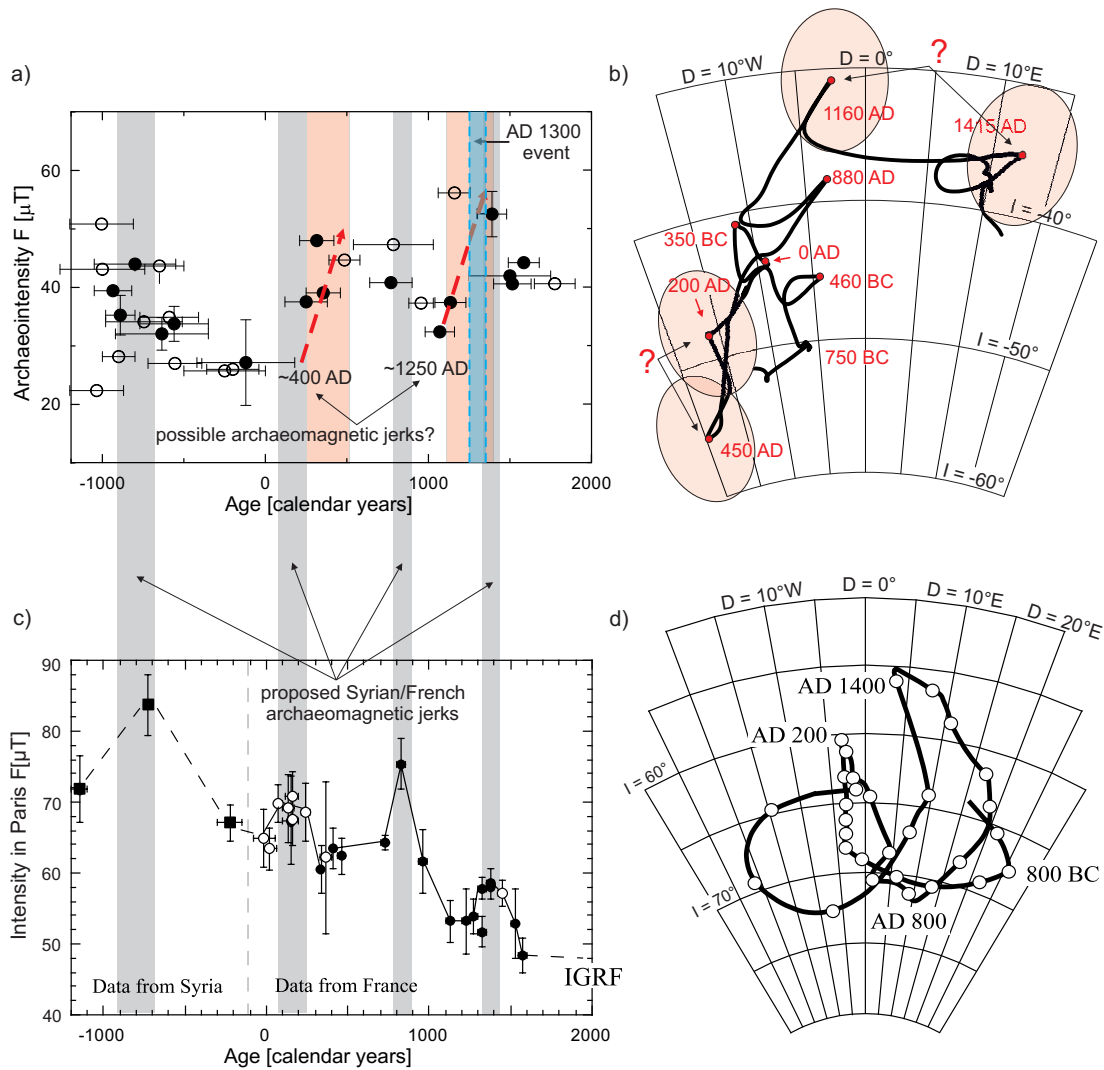 a)
AD 1300
event
~400 AD
~1250AD
possible archaeomagnetic jerks?
60
40
20
Archaeointensity F [µT]
-1000
0
1000
2000
Age [calendar years]
b)
D = 10°W
D = 0°
?
D = 10°E
1160 AD
1415 AD
880 AD
I = -40°
350 BC
0 AD
460 BC
200 AD
?
750 BC
I = -50°
450 AD
I = -60°
c)
90
80
70
60
50
40
Intensity in Paris F[µT]
proposed Syrian/French
archaeomagnetic jerks
Data from Syria
Data from France
IGRF
-1000
0
1000
2000
Age [calendar years]
d)
D = 10°W
D = 0°
D = 10°E
D = 20°E
AD 1400
AD 200
I = 60°
I = 70°
800 BC
AD 800